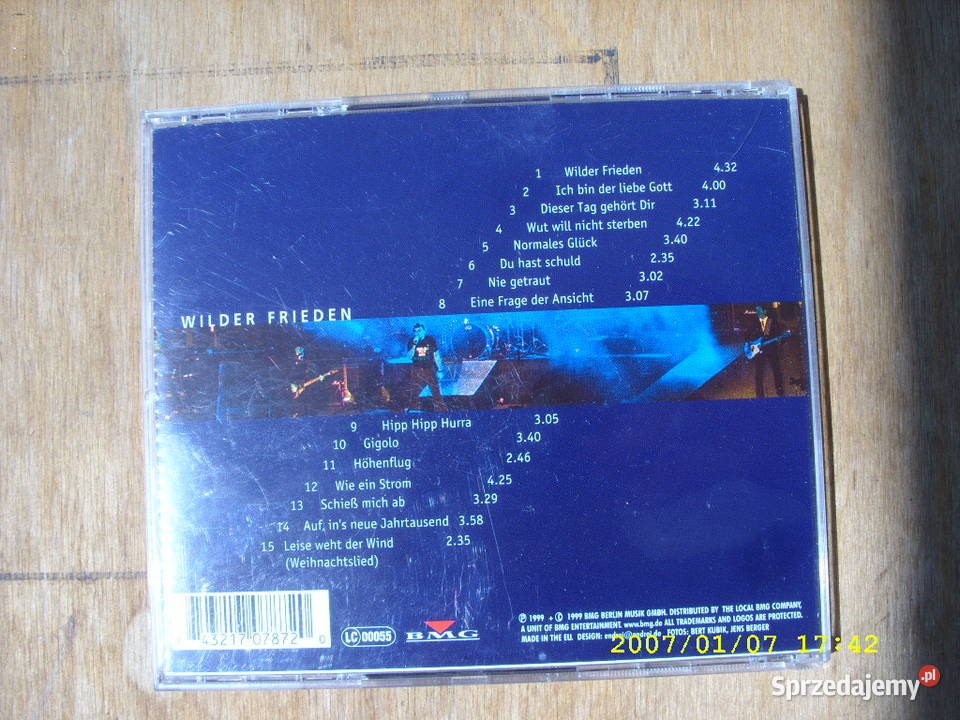 1 Wilder Frieden 4.32
2 Ich bin der liebe Gott 4.00
3 Dieser Tag gehört Dir 3.11
4 Wut will nicht sterben 4.22
5 Normales Glück 3.40
6 Du hast schuld 2.35
7 Nie getraut 3.02
8 Eine Frage der Ansicht 3.07
WILDER FRIEDEN
9 Hipp Hipp Hurra 3.05
10 Gigolo 3.40
11 Höhenflug 2.46
12 Wie ein Strom 4.25
13 Schieß mich ab 3.29
14 Auf, in's neue Jahrtausend 3.58
15 Leise weht der Wind 2.35
(Weihnachtslied)
43217 07872 0
LC 00055
BMG
℗ 1999 + © 1999 BMG BERLIN MUSIK GMBH. DISTRIBUTED BY THE LOCAL BMG COMPANY,
A UNIT OF BMG ENTERTAINMENT. www.bmg.de ALL TRADEMARKS AND LOGOS ARE PROTECTED.
MADE IN THE EU. DESIGN: FOTOS: BERT KUBIK, JENS BERGER
2007/01/07 17:42
Sprzedajemy.pl